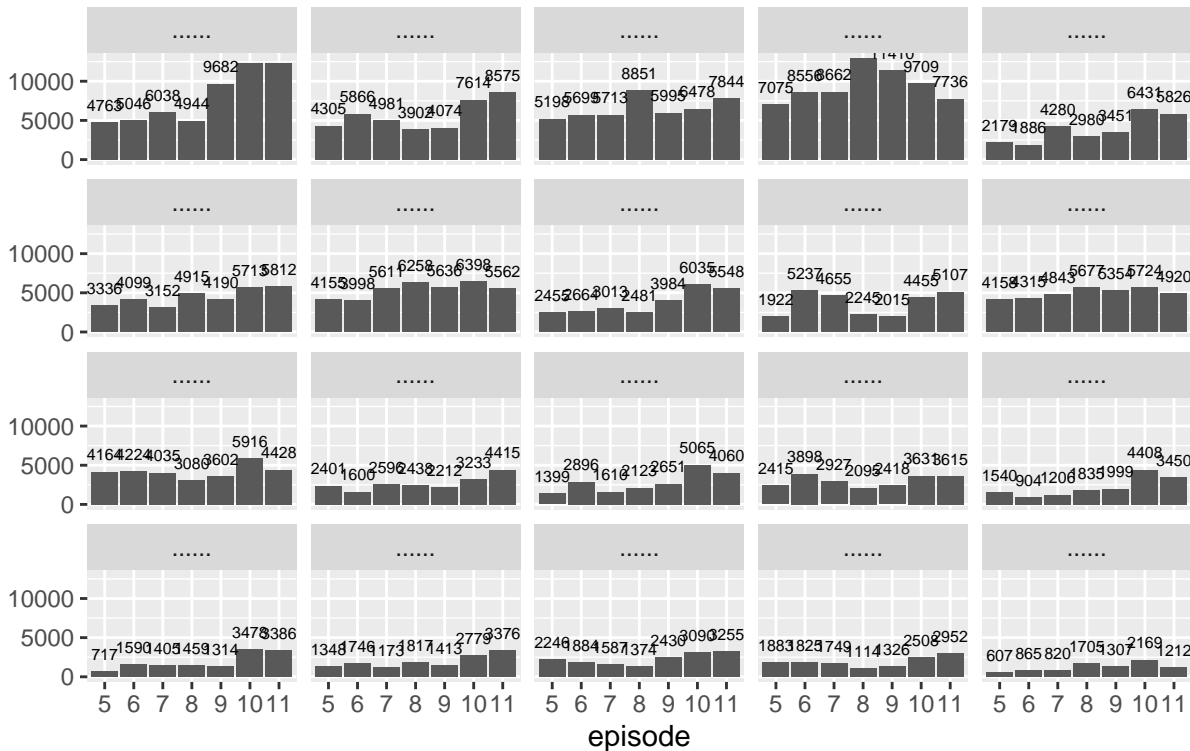 ...... ...... ...... ...... ......
10000
5000
0
4763 5046 6038 4944 9682
4305 5866 4981 3902 4074 7614 8575
5198 5699 5713 8851 5995 6478 7844
7075 8556 8662 11410 9709 7736
2179 1886 4280 2980 3451 6431 5826
...... ...... ...... ...... ......
10000
5000
0
3336 4099 3152 4915 4190 5713 5812
4155 3998 5611 6258 5636 6398 5562
2455 2664 3013 2481 3984 6035 5548
1922 5237 4655 2245 2015 4455 5107
4158 4315 4843 5677 5354 5724 4920
...... ...... ...... ...... ......
10000
5000
0
4164 4224 4035 3080 3602 5916 4428
2401 1600 2596 2438 2212 3233 4415
1399 2896 1610 2123 2651 5065 4060
2415 3898 2927 2095 2418 3631 3615
1540 904 1206 1835 1999 4408 3450
...... ...... ...... ...... ......
10000
5000
0
717 1590 1405 1459 1314 3478 3386
1348 1746 1173 1817 1413 2779 3376
2246 1884 1587 1374 2430 3090 3255
1883 1825 1749 1114 1326 2508 2952
607 865 820 1705 1307 2169 1212
5 6 7 8 9 10 11 5 6 7 8 9 10 11 5 6 7 8 9 10 11 5 6 7 8 9 10 11 5 6 7 8 9 10 11
episode